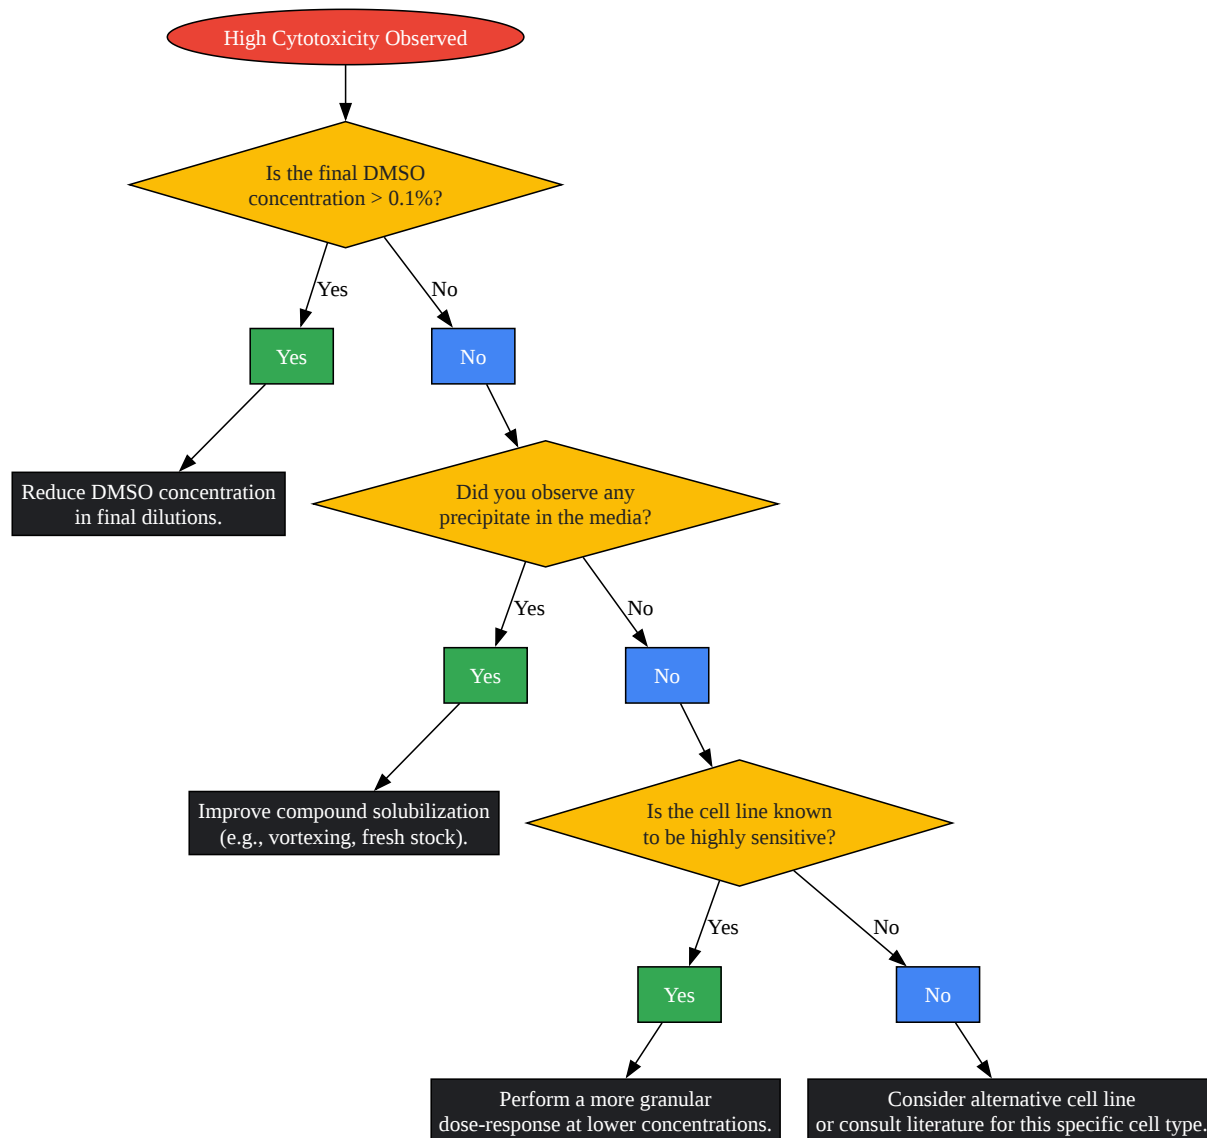 High Cytotoxicity Observed
Is the final DMSO
concentration > 0.1%?
Yes
No
Yes
No
Reduce DMSO concentration
in final dilutions.
Did you observe any
precipitate in the media?
Yes
No
Yes
No
Improve compound solubilization
(e.g., vortexing, fresh stock).
Is the cell line known
to be highly sensitive?
Yes
No
Yes
No
Perform a more granular
dose-response at lower concentrations.
Consider alternative cell line
or consult literature for this specific cell type.